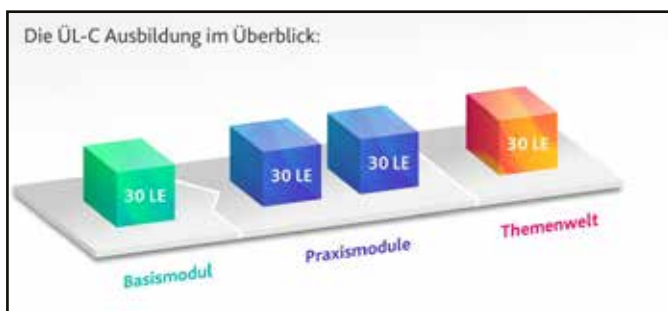 Die ÜL-C Ausbildung im Überblick:
30 LE
30 LE
30 LE
30 LE
Basismodul
Praxismodule
Themenwelt